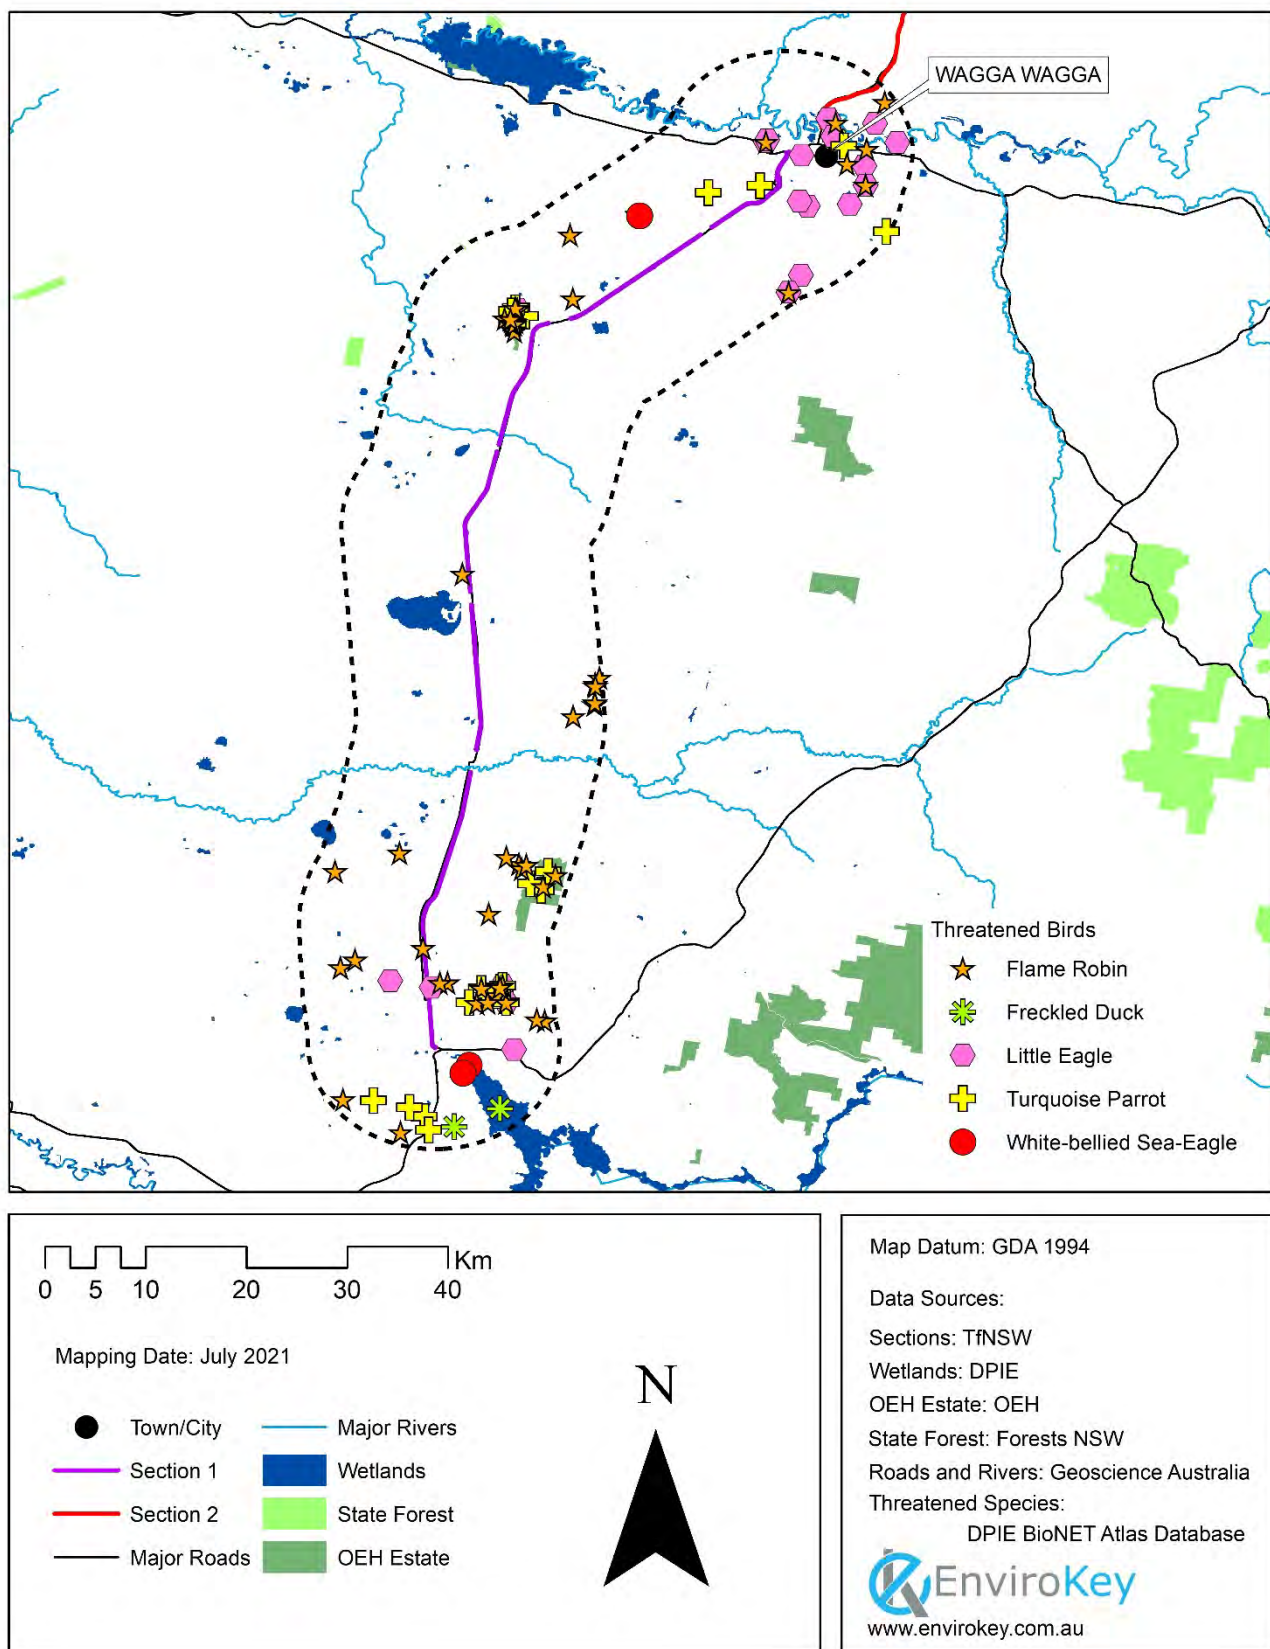 WAGGA WAGGA
Threatened Birds
Flame Robin
Freckled Duck
Little Eagle
Turquoise Parrot
White-bellied Sea-Eagle
Km
0 5 10 20 30 40
Mapping Date: July 2021
N
Town/City
Major Rivers
Section 1
Wetlands
Section 2
State Forest
Major Roads
OEH Estate
Map Datum: GDA 1994
Data Sources:
Sections: TfNSW
Wetlands: DPIE
OEH Estate: OEH
State Forest: Forests NSW
Roads and Rivers: Geoscience Australia
Threatened Species:
DPIE BioNET Atlas Database
EnviroKey
www.envirokey.com.au